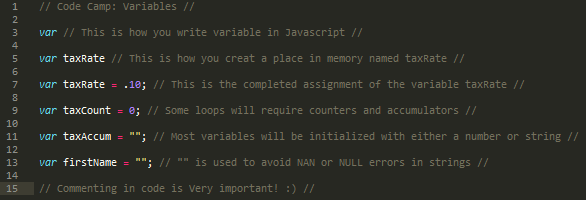 1 // Code Camp: Variables //
2
3 var // This is how you write variable in Javascript //
4
5 var taxRate // This is how you creat a place in memory named taxRate //
6
7 var taxRate = .10; // This is the completed assignment of the variable taxRate //
8
9 var taxCount = 0; // Some loops will require counters and accumulators //
10
11 var taxAccum = ""; // Most variables will be initialized with either a number or string //
12
13 var firstName = ""; // "" is used to avoid NAN or NULL errors in strings //
14
15 // Commenting in code is Very important! :) //